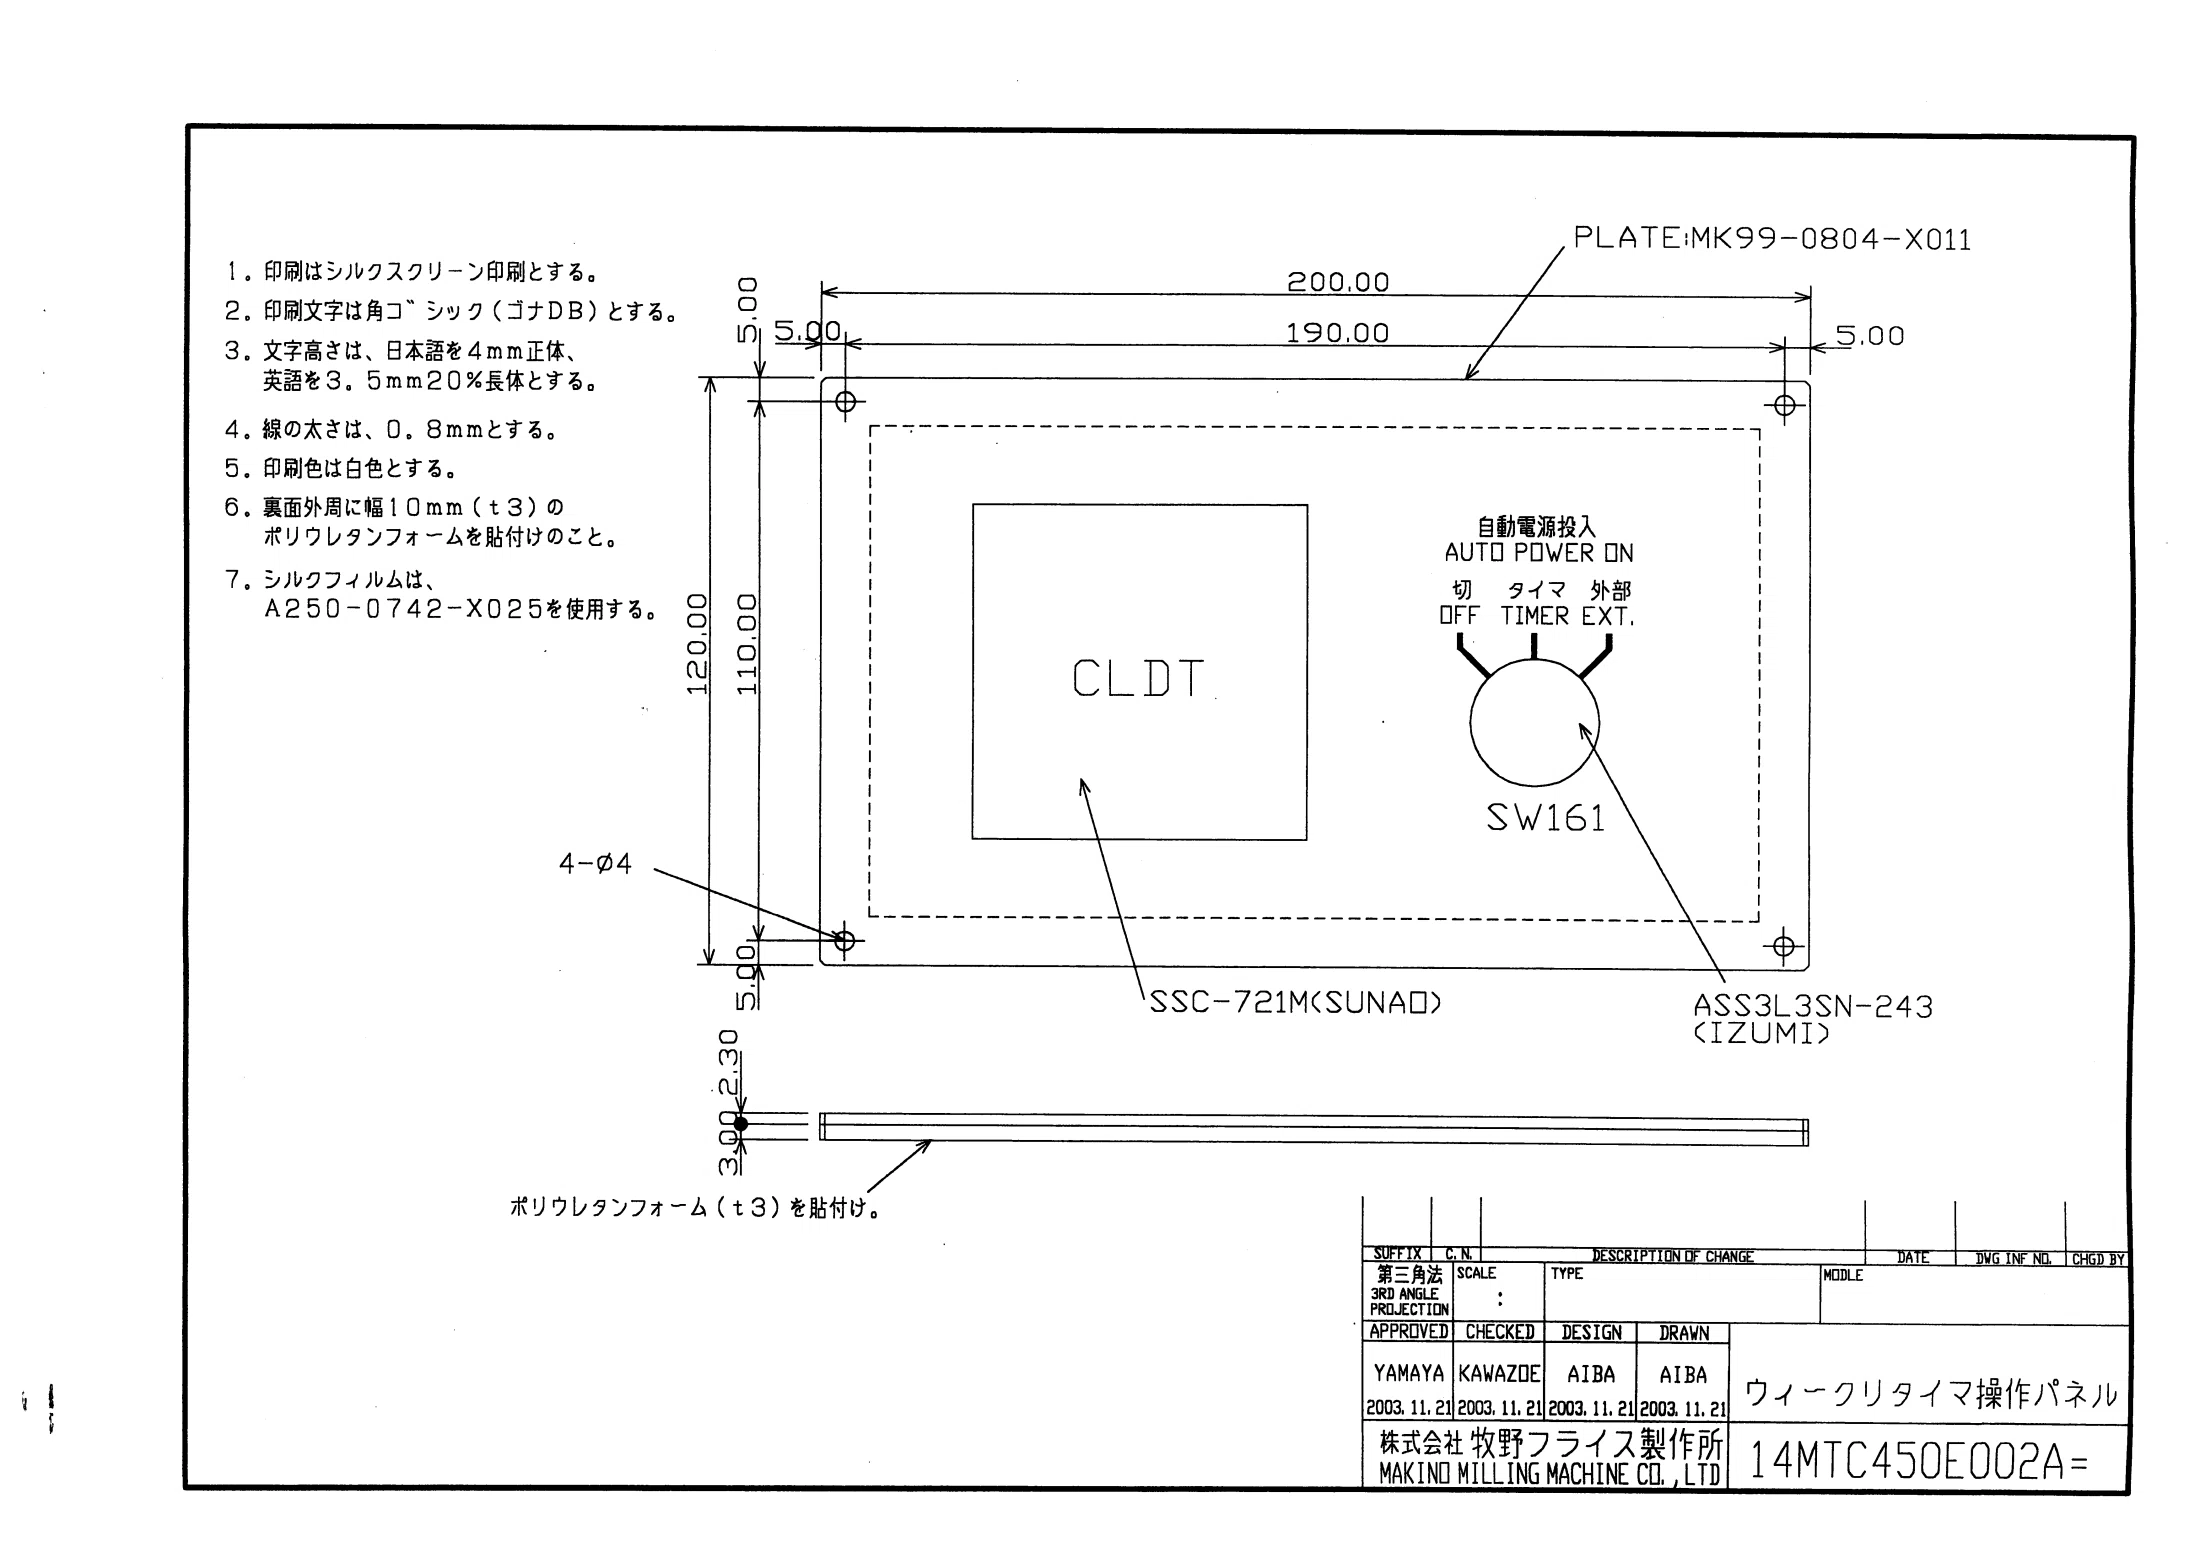 1。印刷はシルクスクリーン印刷とする。
2。印刷文字は角ゴシック(ゴナDB)とする。
3。文字高さは、日本語を4mm正体、
英語を3。5mm20%長体とする。
4。線の太さは、0。8mmとする。
5。印刷色は白色とする。
6。裏面外周に幅10mm(t3)の
ポリウレタンフォームを貼付けのこと。
7。シルクフィルムは、
A250-0742-X025を使用する。
PLATE:MK99-0804-X011
200.00
5.00
5.00
190.00
5.00
120.00
110.00
5.00
自動電源投入
AUTO POWER ON
切 タイマ 外部
OFF TIMER EXT.
CLDT
SW161
4-ø4
SSC-721M(SUNAO)
ASS3L3SN-243
(IZUMI)
2.30
3.00
ポリウレタンフォーム(t3)を貼付け。
SUFFIX C.N. DESCRIPTION OF CHANGE DATE DWG INF NO. CHGD BY
第三角法
3RD ANGLE
PROJECTION
SCALE
:
TYPE
MODLE
APPROVED CHECKED DESIGN DRAWN
YAMAYA KAWAZOE AIBA AIBA
2003.11.21 2003.11.21 2003.11.21 2003.11.21
ウィークリタイマ操作パネル
株式会社 牧野フライス製作所
MAKINO MILLING MACHINE CO.,LTD
14MTC450E002A=